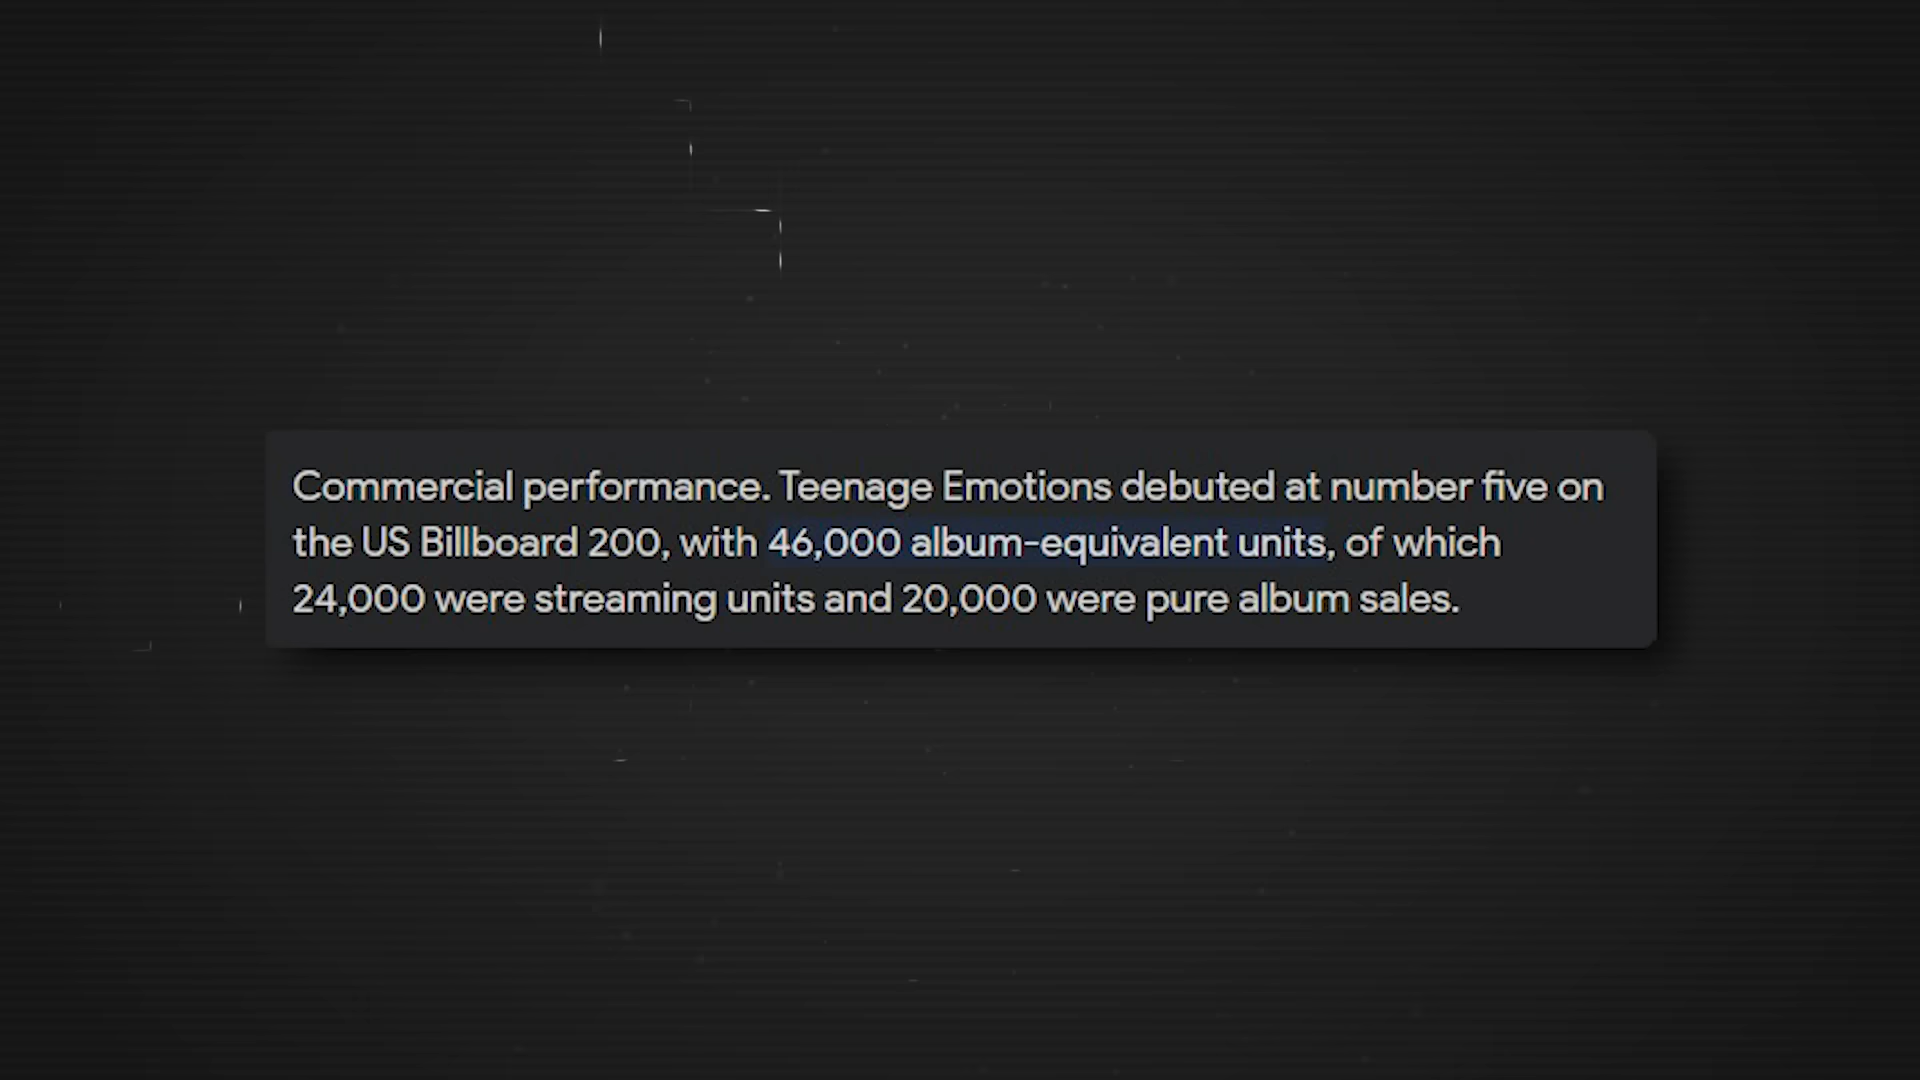 Commercial performance. Teenage Emotions debuted at number five on
the US Billboard 200, with 46,000 album-equivalent units, of which
24,000 were streaming units and 20,000 were pure album sales.